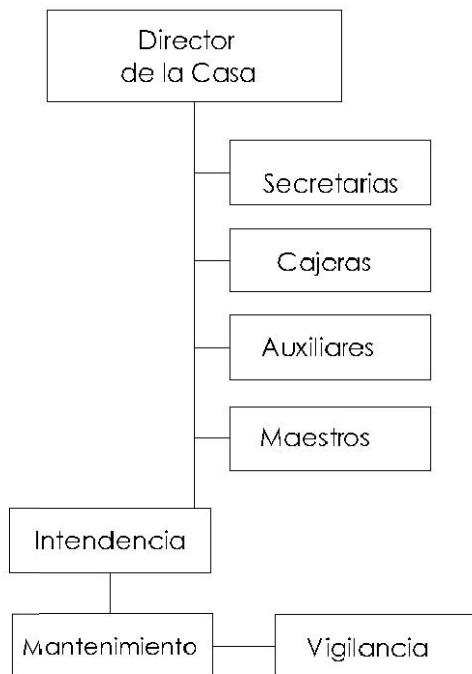 Director
de la Casa
Secretarias
Cajeras
Auxiliares
Maestros
Intendencia
Mantenimiento
Vigilancia